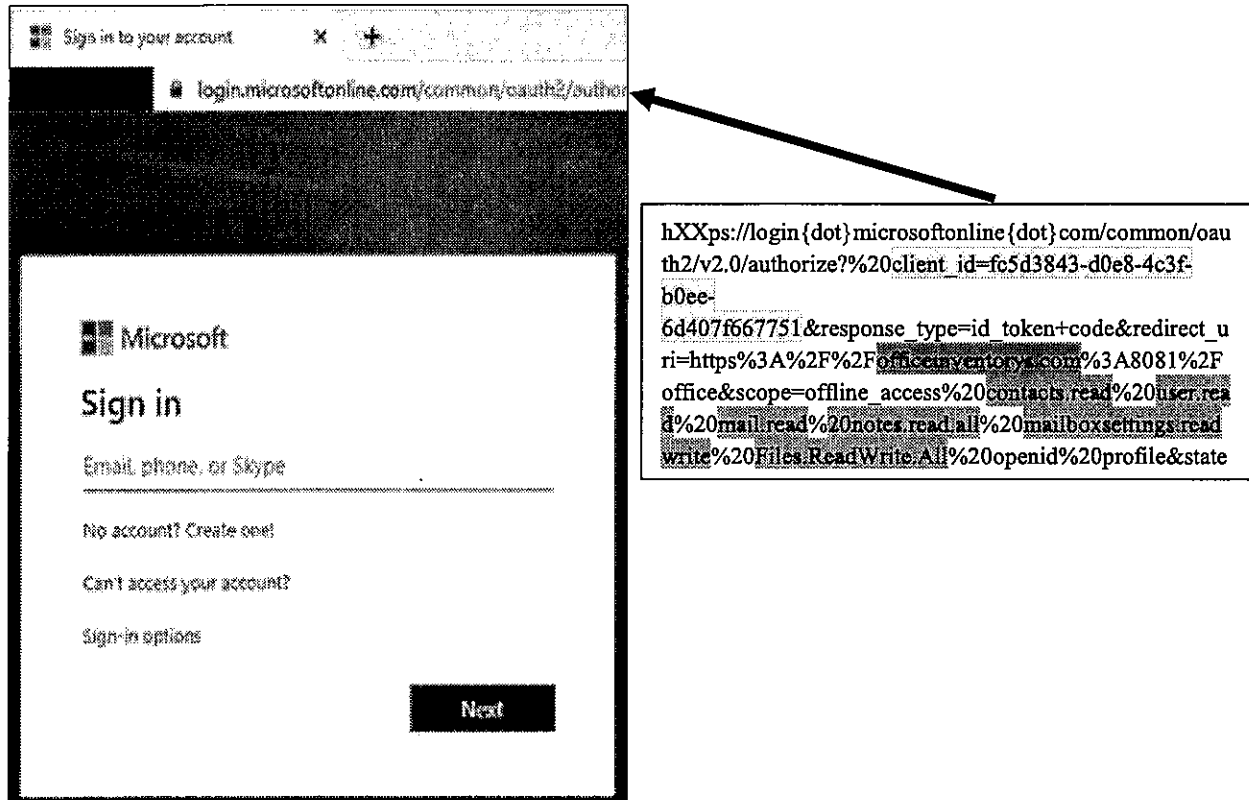 Sign in to your account
login.microsoftonline.com/common/oauth2/author
Microsoft
Sign in
Email, phone, or Skype
No account? Create one!
Can't access your account?
Sign-in options
Next
hXXps://login{dot}microsoftonline{dot}com/common/oau
th2/v2.0/authorize?%20client_id=fc5d3843-d0e8-4c3f-
b0ee-
6d407f667751&response_type=id_token+code&redirect_u
ri=https%3A%2F%2Fofficeinventorys.com%3A8081%2F
office&scope=offline_access%20contacts.read%20user.rea
d%20mail.read%20notes.read.all%20mailboxsettings.read
write%20Files.ReadWrite.All%20openid%20profile&state